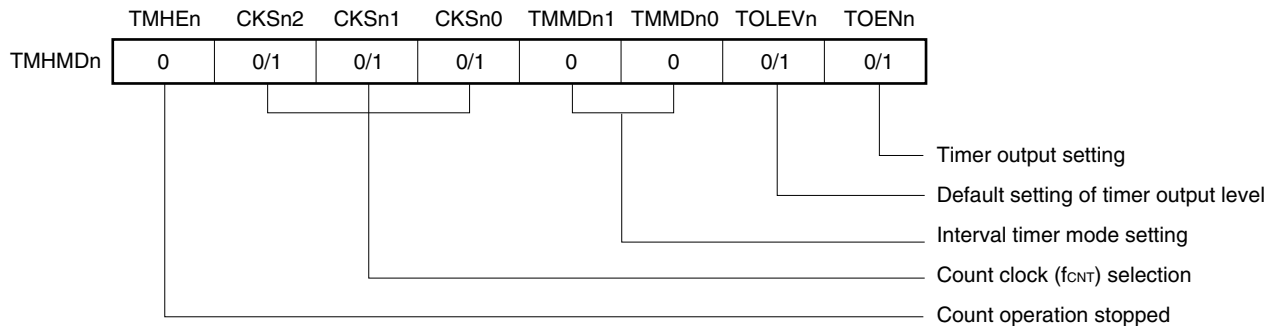 TMHEn CKSn2 CKSn1 CKSn0 TMMDn1 TMMDn0 TOLEVn TOENn
TMHMDn 0 0/1 0/1 0/1 0 0 0/1 0/1
Timer output setting
Default setting of timer output level
Interval timer mode setting
Count clock (fCNT) selection
Count operation stopped